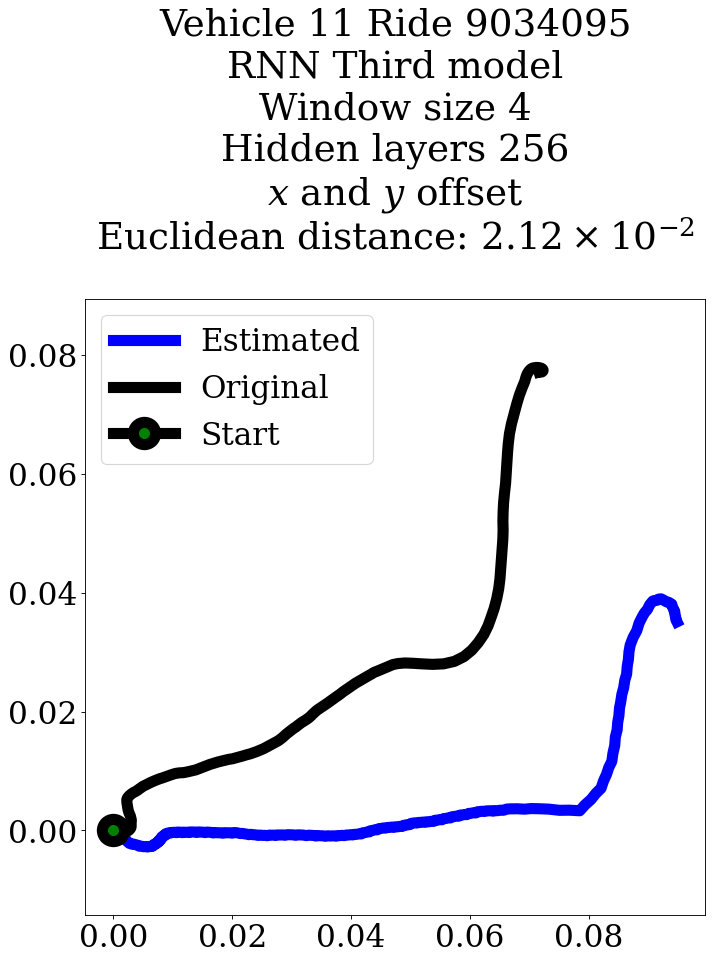 Vehicle 11 Ride 9034095
RNN Third model
Window size 4
Hidden layers 256
x and y offset
Euclidean distance: 2.12 × 10⁻²
Estimated
Original
Start
0.08
0.06
0.04
0.02
0.00
0.00 0.02 0.04 0.06 0.08